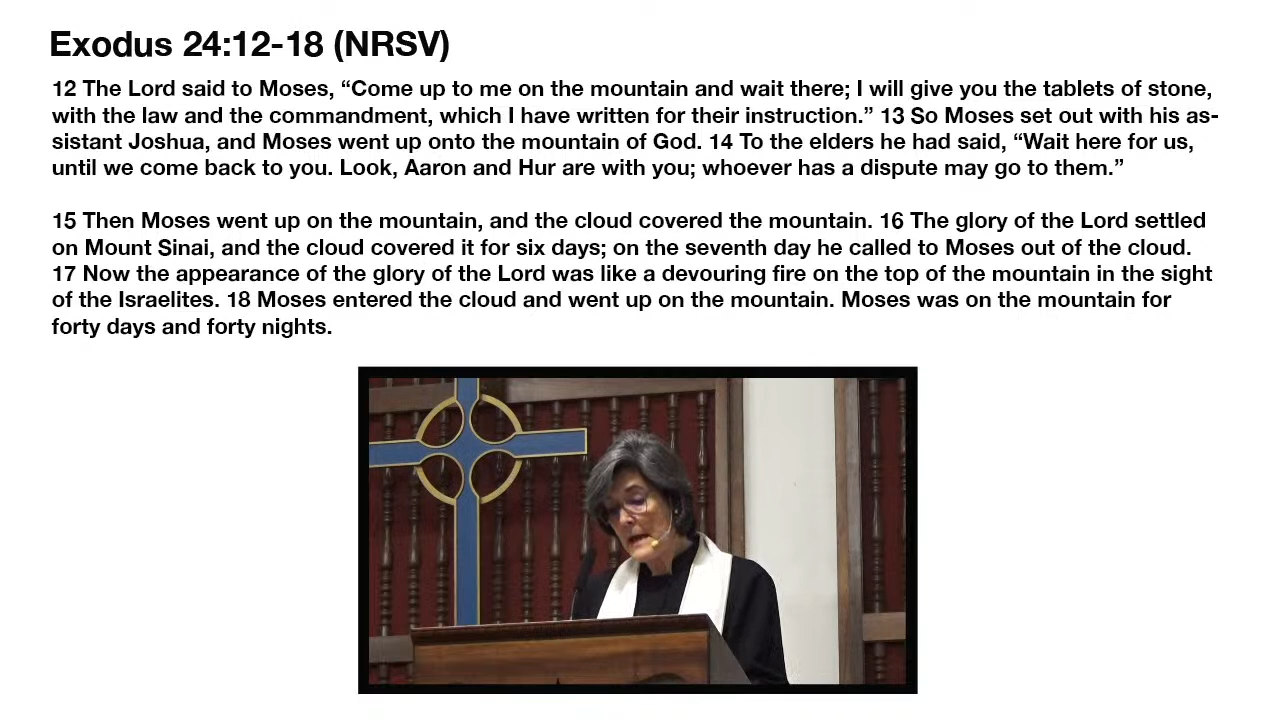 Exodus 24:12-18 (NRSV)
12 The Lord said to Moses, “Come up to me on the mountain and wait there; I will give you the tablets of stone,
with the law and the commandment, which I have written for their instruction.” 13 So Moses set out with his as-
sistant Joshua, and Moses went up onto the mountain of God. 14 To the elders he had said, “Wait here for us,
until we come back to you. Look, Aaron and Hur are with you; whoever has a dispute may go to them.”
15 Then Moses went up on the mountain, and the cloud covered the mountain. 16 The glory of the Lord settled
on Mount Sinai, and the cloud covered it for six days; on the seventh day he called to Moses out of the cloud.
17 Now the appearance of the glory of the Lord was like a devouring fire on the top of the mountain in the sight
of the Israelites. 18 Moses entered the cloud and went up on the mountain. Moses was on the mountain for
forty days and forty nights.